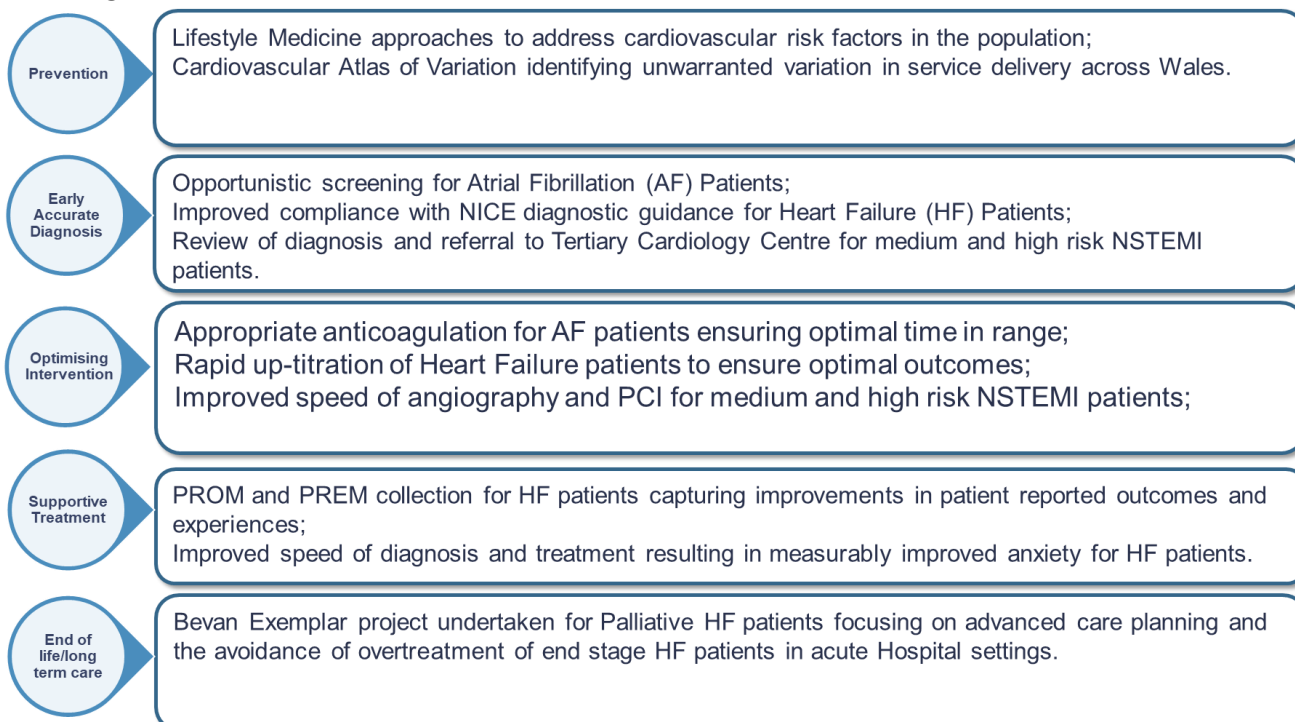 Prevention
Lifestyle Medicine approaches to address cardiovascular risk factors in the population;
Cardiovascular Atlas of Variation identifying unwarranted variation in service delivery across Wales.
Early
Accurate
Diagnosis
Opportunistic screening for Atrial Fibrillation (AF) Patients;
Improved compliance with NICE diagnostic guidance for Heart Failure (HF) Patients;
Review of diagnosis and referral to Tertiary Cardiology Centre for medium and high risk NSTEMI
patients.
Optimising
Intervention
Appropriate anticoagulation for AF patients ensuring optimal time in range;
Rapid up-titration of Heart Failure patients to ensure optimal outcomes;
Improved speed of angiography and PCI for medium and high risk NSTEMI patients;
Supportive
Treatment
PROM and PREM collection for HF patients capturing improvements in patient reported outcomes and
experiences;
Improved speed of diagnosis and treatment resulting in measurably improved anxiety for HF patients.
End of
life/long
term care
Bevan Exemplar project undertaken for Palliative HF patients focusing on advanced care planning and
the avoidance of overtreatment of end stage HF patients in acute Hospital settings.